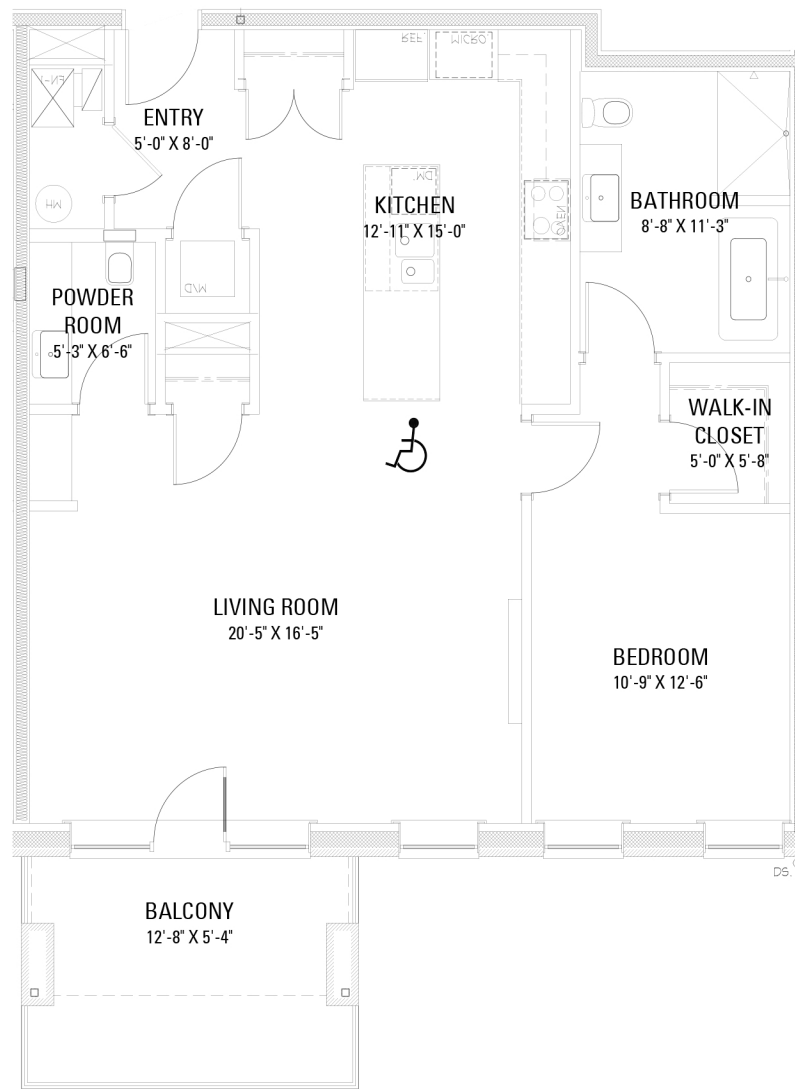 REF.
MICRO.
FN-1
ENTRY
5'-0" X 8'-0"
WH
DW.
KITCHEN
12'-11" X 15'-0"
OVEN
BATHROOM
8'-8" X 11'-3"
W/D
POWDER
ROOM
5'-3" X 6'-6"
WALK-IN
CLOSET
5'-0" X 5'-8"
LIVING ROOM
20'-5" X 16'-5"
BEDROOM
10'-9" X 12'-6"
DS.
BALCONY
12'-8" X 5'-4"